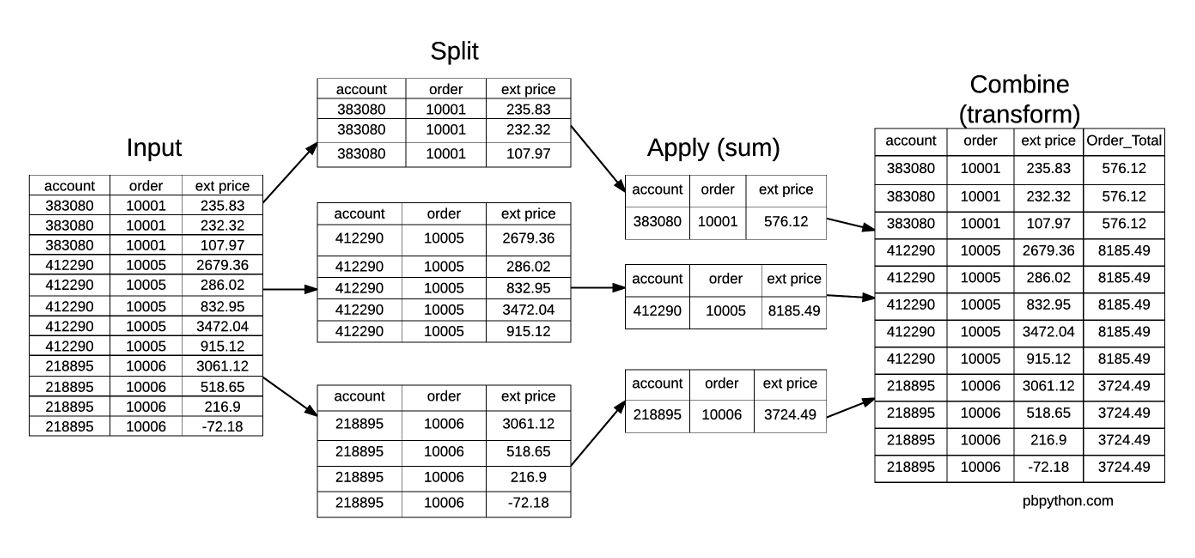 Input
account order ext price
383080 10001 235.83
383080 10001 232.32
383080 10001 107.97
412290 10005 2679.36
412290 10005 286.02
412290 10005 832.95
412290 10005 3472.04
412290 10005 915.12
218895 10006 3061.12
218895 10006 518.65
218895 10006 216.9
218895 10006 -72.18
Split
account order ext price
383080 10001 235.83
383080 10001 232.32
383080 10001 107.97
account order ext price
412290 10005 2679.36
412290 10005 286.02
412290 10005 832.95
412290 10005 3472.04
412290 10005 915.12
account order ext price
218895 10006 3061.12
218895 10006 518.65
218895 10006 216.9
218895 10006 -72.18
Apply (sum)
account order ext price
383080 10001 576.12
account order ext price
412290 10005 8185.49
account order ext price
218895 10006 3724.49
Combine
(transform)
account order ext price Order_Total
383080 10001 235.83 576.12
383080 10001 232.32 576.12
383080 10001 107.97 576.12
412290 10005 2679.36 8185.49
412290 10005 286.02 8185.49
412290 10005 832.95 8185.49
412290 10005 3472.04 8185.49
412290 10005 915.12 8185.49
218895 10006 3061.12 3724.49
218895 10006 518.65 3724.49
218895 10006 216.9 3724.49
218895 10006 -72.18 3724.49
pbpython.com